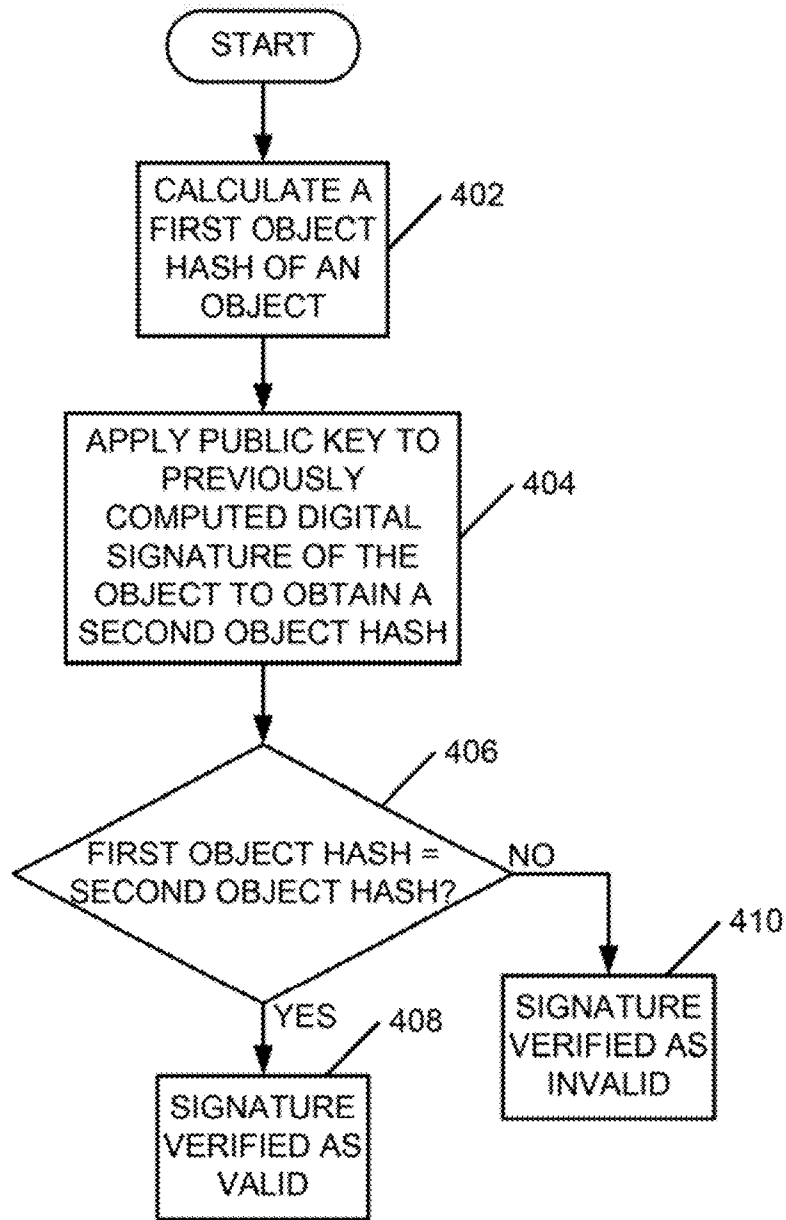 START
CALCULATE A
FIRST OBJECT
HASH OF AN
OBJECT
402
APPLY PUBLIC KEY TO
PREVIOUSLY
COMPUTED DIGITAL
SIGNATURE OF THE
OBJECT TO OBTAIN A
SECOND OBJECT HASH
404
406
FIRST OBJECT HASH =
SECOND OBJECT HASH?
NO
YES
408
SIGNATURE
VERIFIED AS
VALID
410
SIGNATURE
VERIFIED AS
INVALID